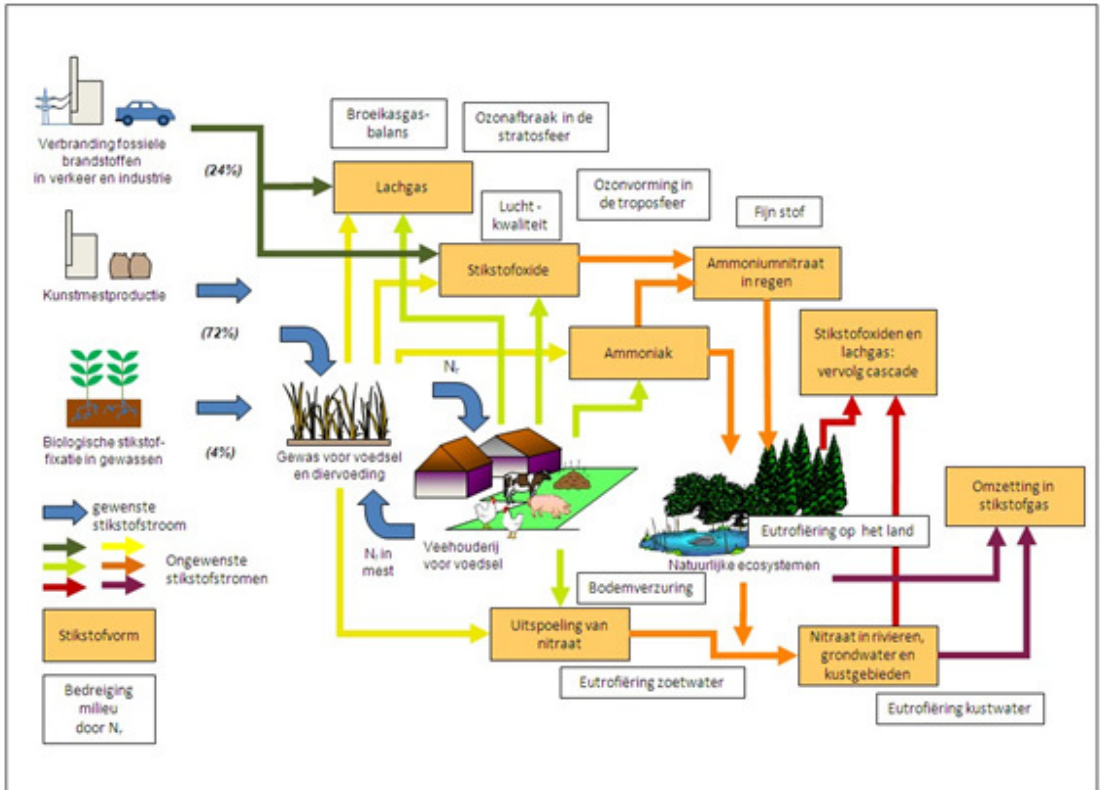 Verbranding fossiele
brandstoffen
in verkeer en industrie
(24%)
Kunstmestproductie
(72%)
Biologische stikstof-
fixatie in gewassen
(4%)
gewenste
stikstofstroom
Ongewenste
stikstofstromen
Stikstofvorm
Bedreiging
milieu
door Nr
Broeikasgas-
balans
Ozonafbraak in de
stratosfeer
Lachgas
Lucht-
kwaliteit
Ozonvorming in
de troposfeer
Fijn stof
Stikstofoxide
Ammoniumnitraat
in regen
Ammoniak
Stikstofoxiden en
lachgas:
vervolg cascade
Nr
Gewas voor voedsel
en diervoeding
Nr in
mest
Veehouderij
voor voedsel
Eutrofiëring op het land
Natuurlijke ecosystemen
Omzetting in
stikstofgas
Bodemverzuring
Uitspoeling van
nitraat
Eutrofiëring zoetwater
Nitraat in rivieren,
grondwater en
kustgebieden
Eutrofiëring kustwater